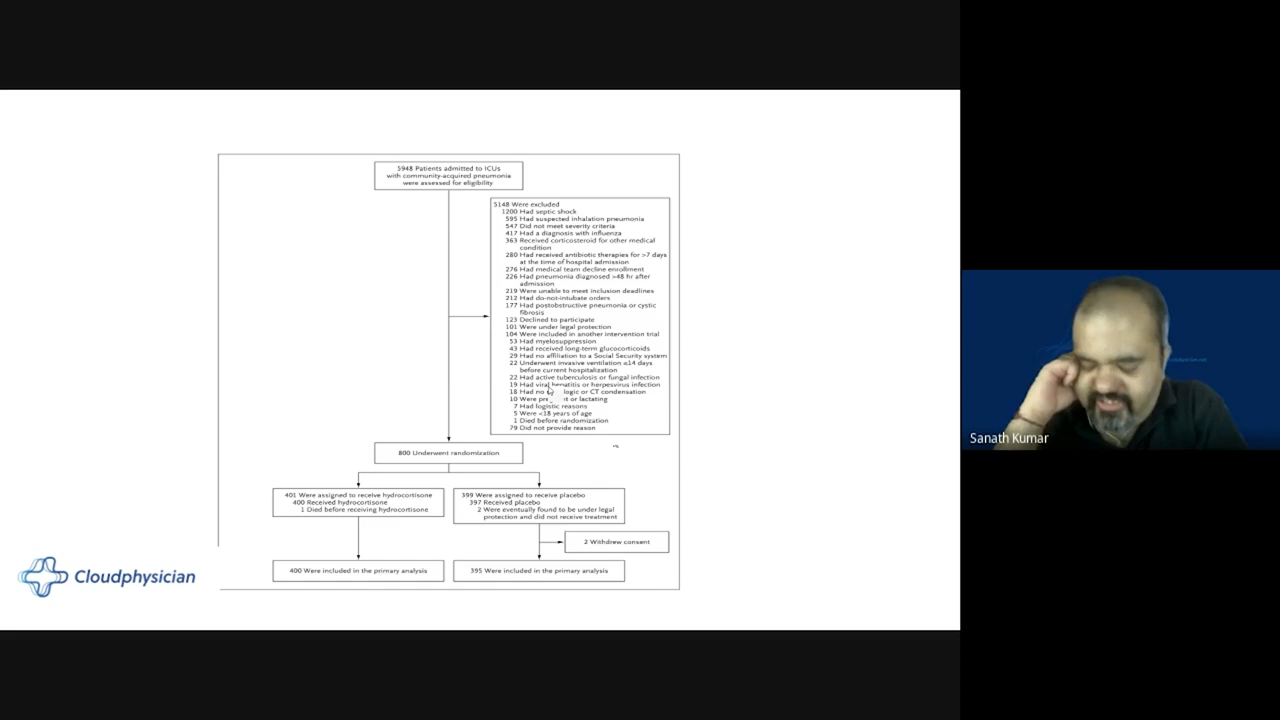 5948 Patients admitted to ICUs
with community-acquired pneumonia
were assessed for eligibility
5148 Were excluded
1200 Had septic shock
595 Had suspected inhalation pneumonia
547 Did not meet severity criteria
417 Had a diagnosis with influenza
363 Received corticosteroid for other medical
condition
280 Had received antibiotic therapies for >7 days
at the time of hospital admission
276 Had medical team decline enrollment
226 Had pneumonia diagnosed >48 hr after
admission
219 Were unable to meet inclusion deadlines
212 Had do-not-intubate orders
177 Had postobstructive pneumonia or cystic
fibrosis
123 Declined to participate
101 Were under legal protection
104 Were included in another intervention trial
53 Had myelosuppression
43 Had received long-term glucocorticoids
29 Had no affiliation to a Social Security system
22 Underwent invasive ventilation ≤14 days
before current hospitalization
22 Had active tuberculosis or fungal infection
19 Had viral hepatitis or herpesvirus infection
18 Had no or CT condensation
10 Were or lactating
7 Had logistic reasons
5 Were <18 years of age
1 Died before randomization
79 Did not provide reason
800 Underwent randomization
401 Were assigned to receive hydrocortisone
400 Received hydrocortisone
1 Died before receiving hydrocortisone
399 Were assigned to receive placebo
397 Received placebo
2 Were eventually found to be under legal
protection and did not receive treatment
2 Withdrew consent
400 Were included in the primary analysis
395 Were included in the primary analysis
Cloudphysician
Sanath Kumar